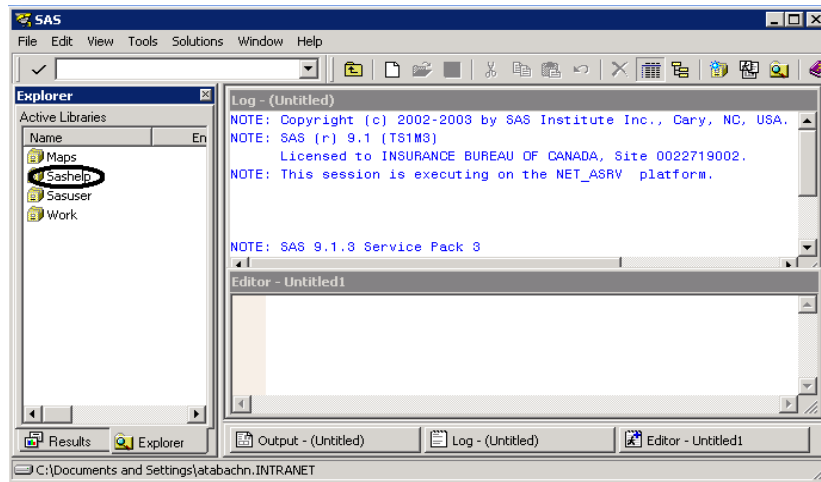 SAS
File Edit View Tools Solutions Window Help
Explorer
Active Libraries
Name En
Maps
Sashelp
Sasuser
Work
Results Explorer
Log - (Untitled)
NOTE: Copyright (c) 2002-2003 by SAS Institute Inc., Cary, NC, USA.
NOTE: SAS (r) 9.1 (TS1M3)
Licensed to INSURANCE BUREAU OF CANADA, Site 0022719002.
NOTE: This session is executing on the NET_ASRV platform.
NOTE: SAS 9.1.3 Service Pack 3
Editor - Untitled1
Output - (Untitled) Log - (Untitled) Editor - Untitled1
C:\Documents and Settings\atabachn.INTRANET